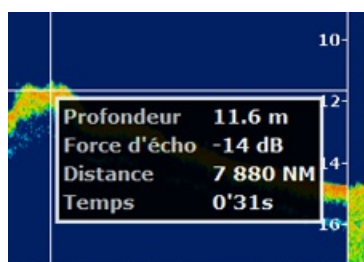 10-
12-
Profondeur 11.6 m
Force d'écho -14 dB
14-
Distance 7 880 NM
Temps 0'31s
16-